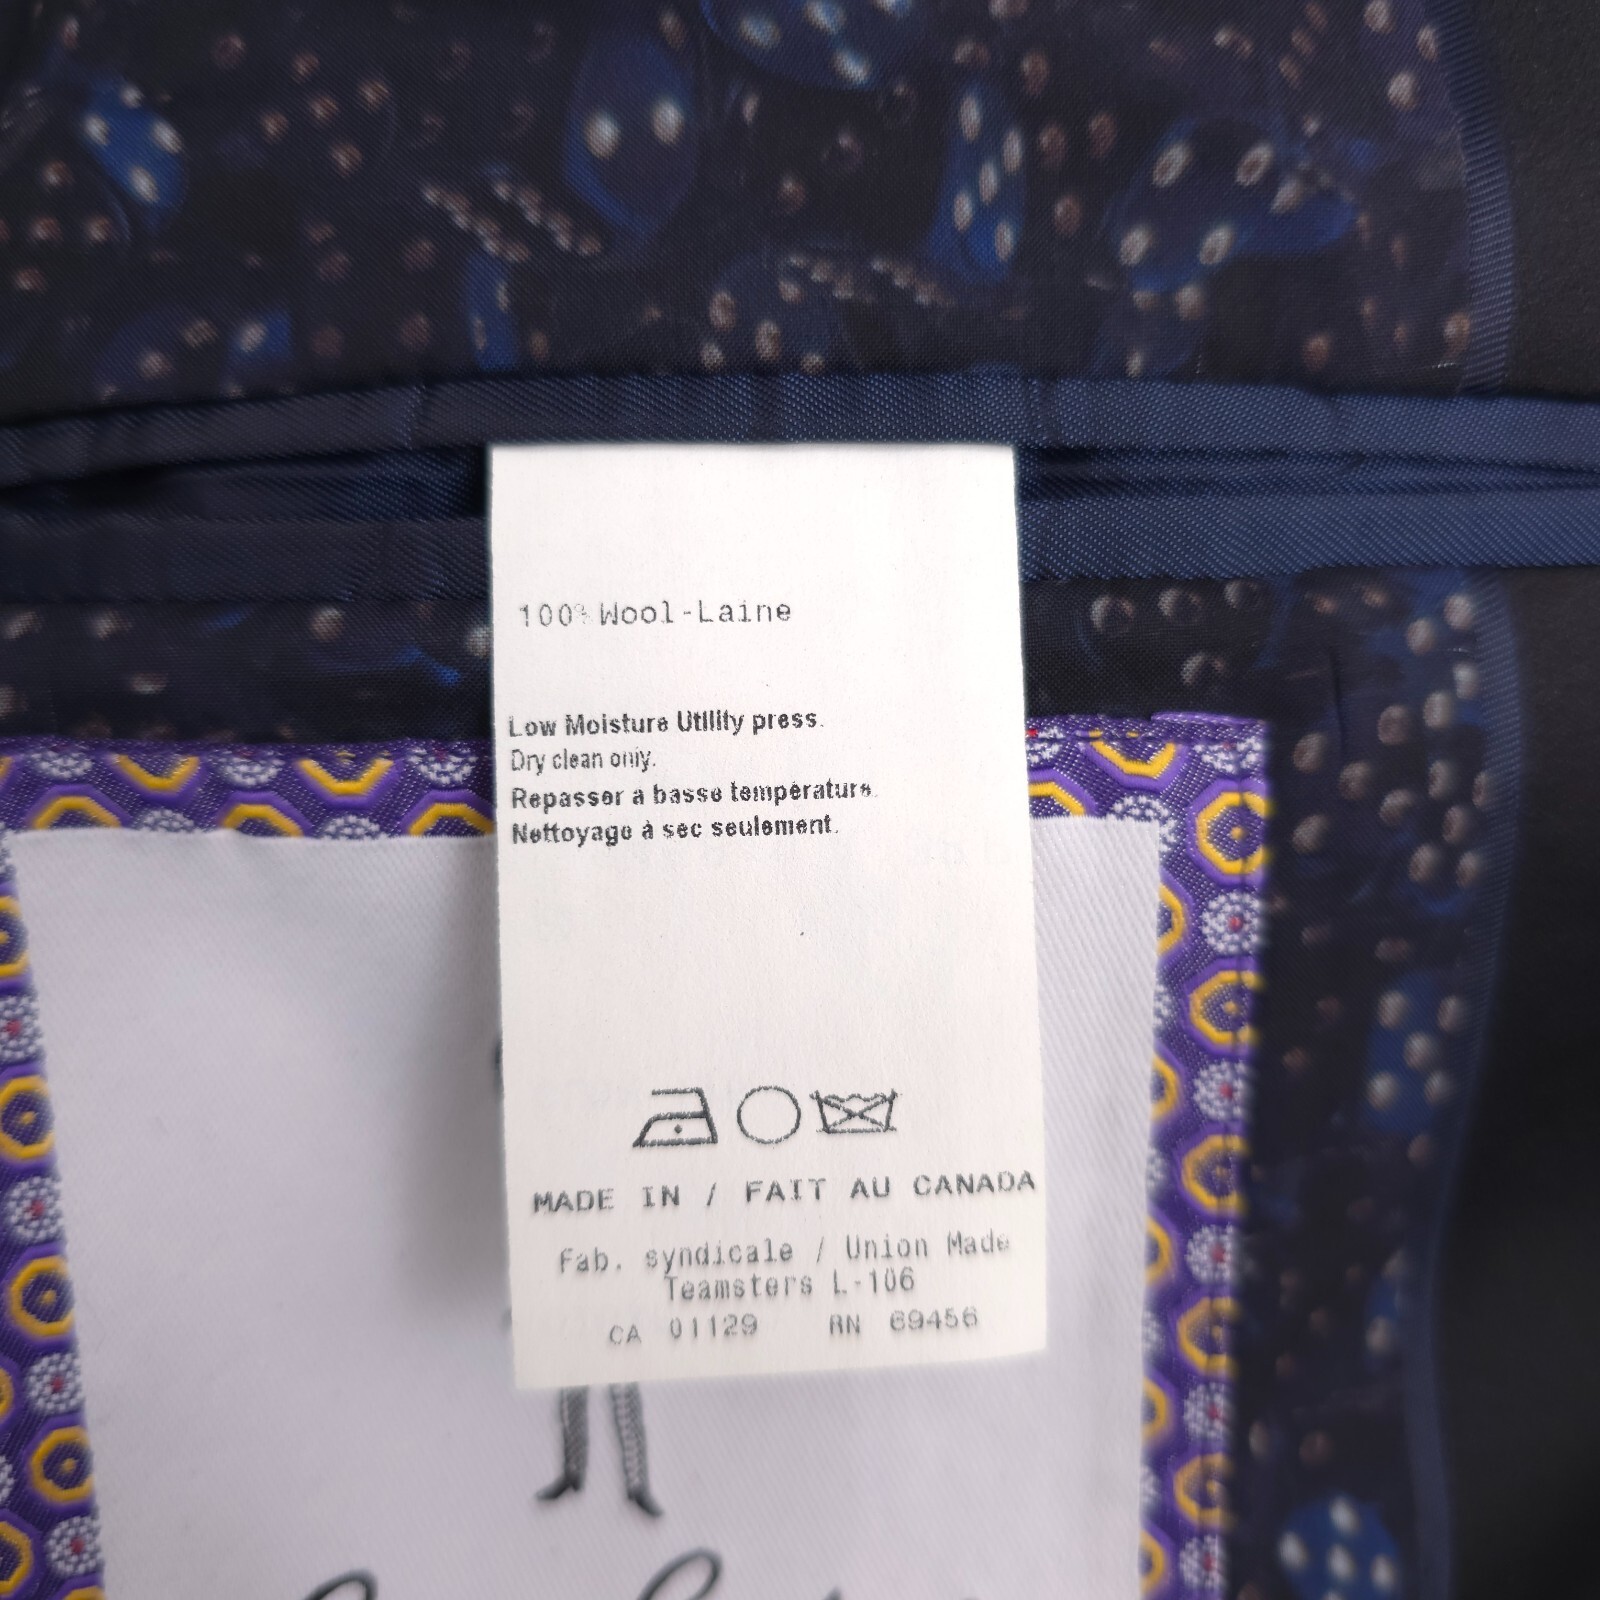 100% Wool-Laine
Low Moisture Utility press.
Dry clean only.
Repasser a basse température.
Nettoyage à sec seulement.
MADE IN / FAIT AU CANADA
Fab. syndicale / Union Made
Teamsters L-106
CA 01129 RN 69456